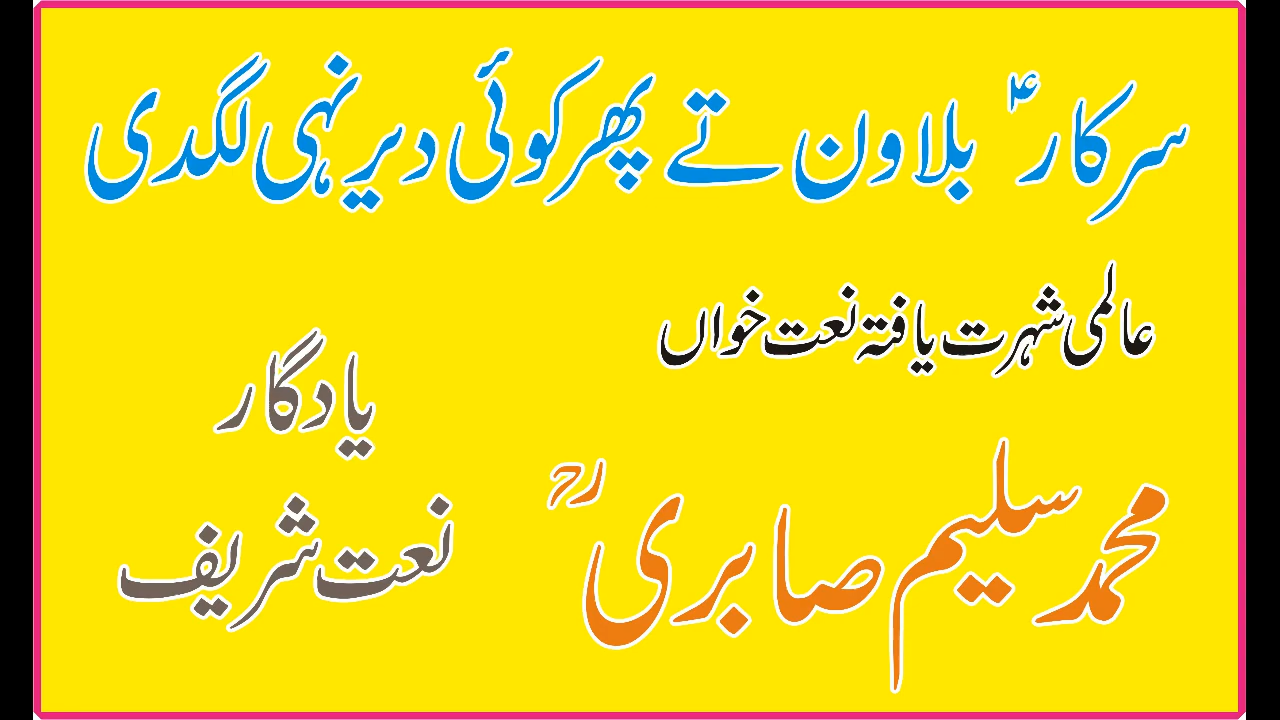 سرکارؑ بلاون تے پھر کوئی دیر نہی لگدی
عالمی شہرت یافتہ نعت خواں
محمد سلیم صابریؒ
یادگار
نعت شریف